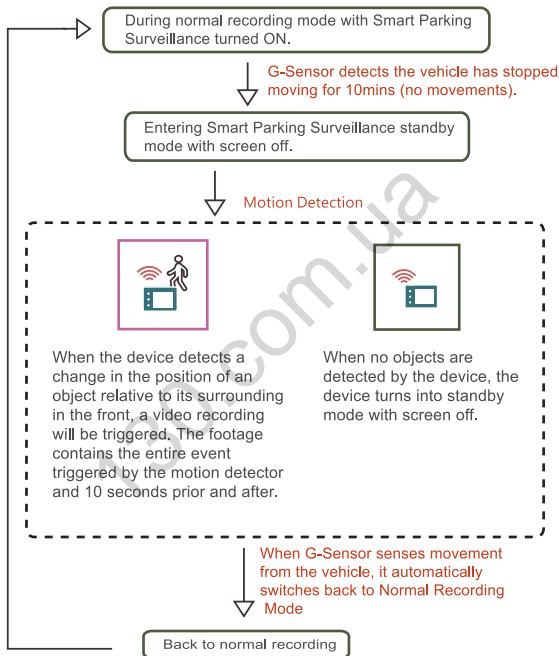 During normal recording mode with Smart Parking
Surveillance turned ON.
G-Sensor detects the vehicle has stopped
moving for 10mins (no movements).
Entering Smart Parking Surveillance standby
mode with screen off.
Motion Detection
When the device detects a
change in the position of an
object relative to its surrounding
in the front, a video recording
will be triggered. The footage
contains the entire event
triggered by the motion detector
and 10 seconds prior and after.
When no objects are
detected by the device, the
device turns into standby
mode with screen off.
When G-Sensor senses movement
from the vehicle, it automatically
switches back to Normal Recording
Mode
Back to normal recording
130.com.ua